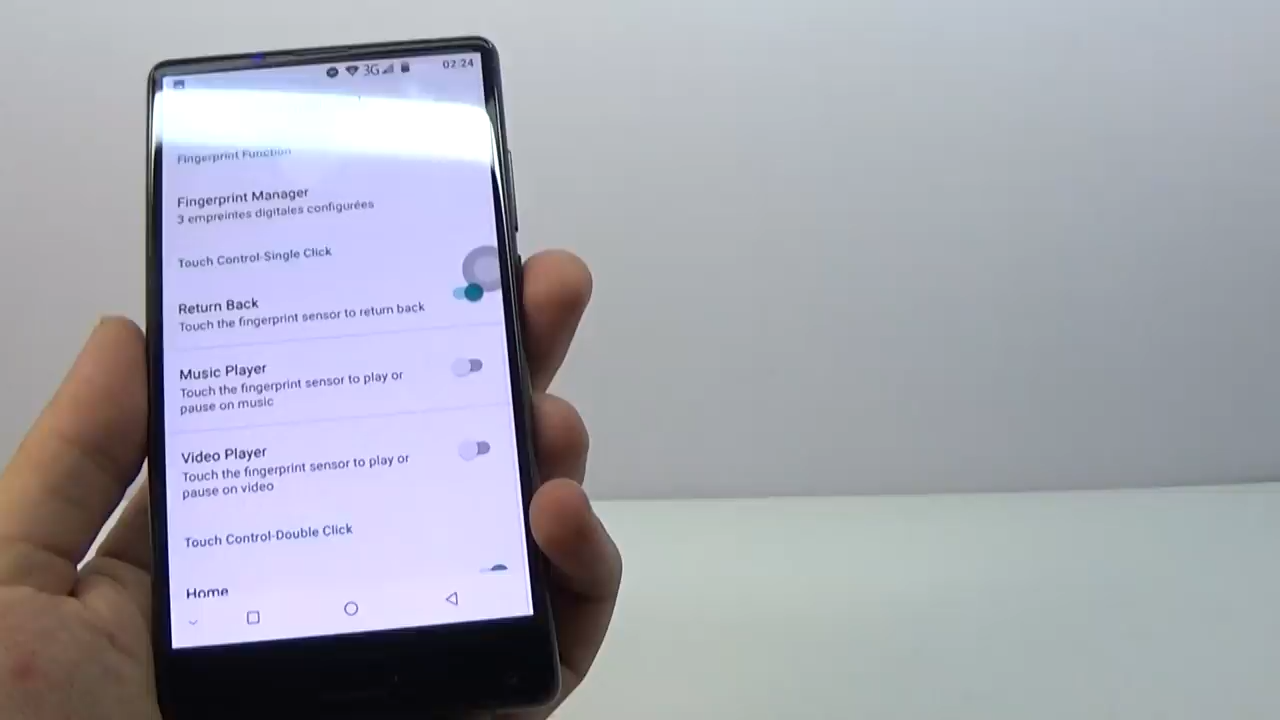 3G
02:24
Fingerprint Function
Fingerprint Manager
3 empreintes digitales configurées
Touch Control-Single Click
Return Back
Touch the fingerprint sensor to return back
Music Player
Touch the fingerprint sensor to play or
pause on music
Video Player
Touch the fingerprint sensor to play or
pause on video
Touch Control-Double Click
Home